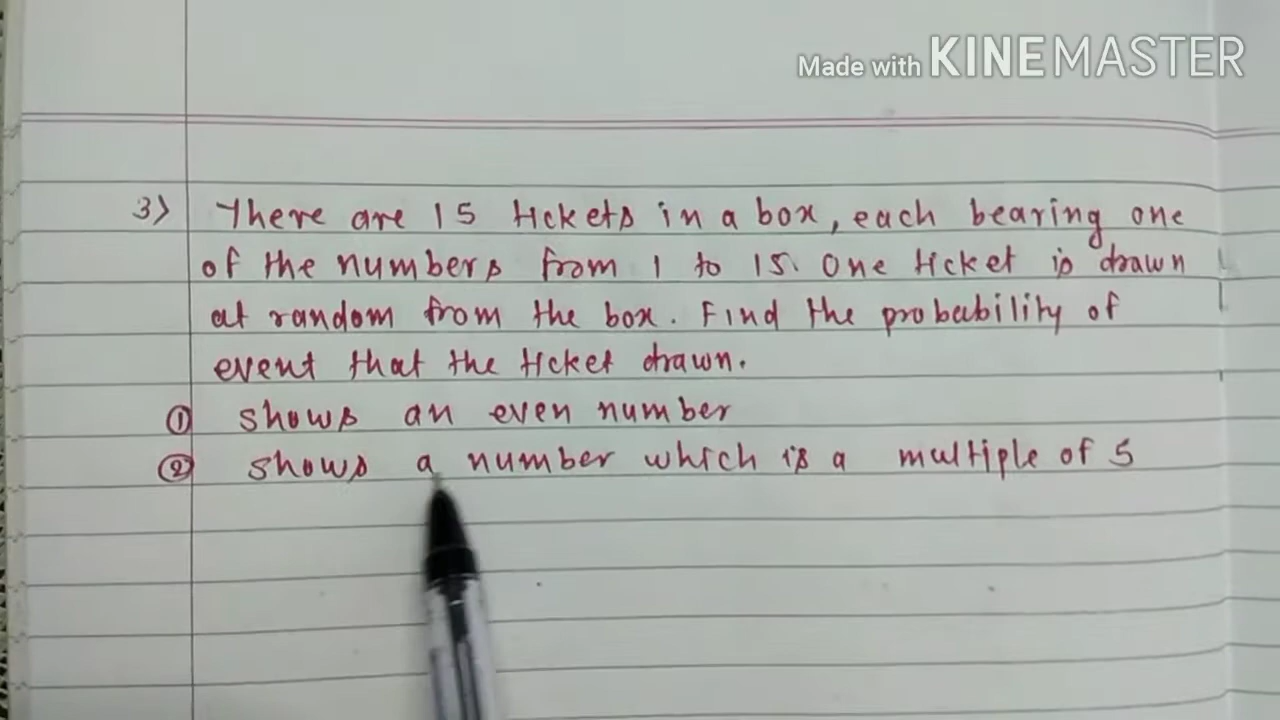 Made with KINEMASTER
3) There are 15 tickets in a box, each bearing one
of the numbers from 1 to 15. One ticket is drawn
at random from the box. Find the probability of
event that the ticket drawn.
① shows an even number
② shows a number which is a multiple of 5